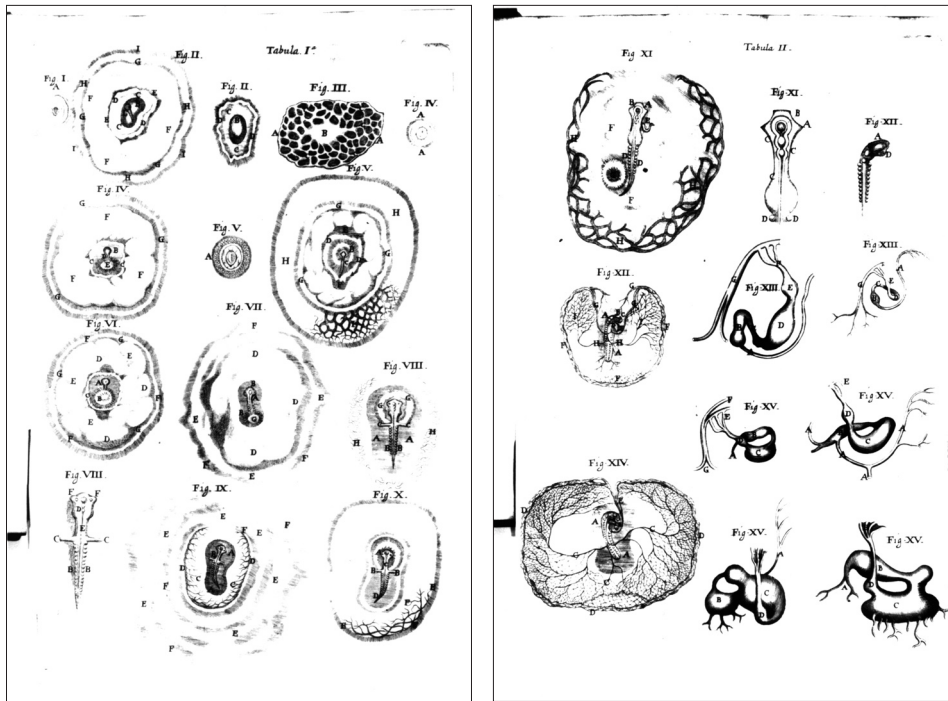 Tabula. I.ª
Fig. I.
Fig. II.
Fig. II.
Fig. III.
Fig. IV.
A
I
G
H
F
D
C
E
B
C
D
H
G
F
F
I
I
G
H
D
C
B
G
A
B
A
A
A
Fig. IV.
Fig. V.
Fig. V.
G
F
B
E
G
F
F
G
A
G
H
D
B
D
H
G
G
Fig. VI
Fig. VII
Fig. VIII
F
E
G
D
E
A
C
B
D
F
E
D
G
F
F
D
B
A
D
E
E
B
G
D
F
E
E
G
G
A
A
H
H
B
B
Fig. VIII
Fig. IX.
Fig. X.
F
F
D
E
C
C
B
B
E
E
F
E
F
D
D
E
C
F
F
E
E
E
F
B
B
D
F
E
H
Tabula II.
Fig XI
Fig. XI.
Fig. XII
B
A
F
H
D
D
F
H
B
A
C
C
D
D
A
D
Fig. XII.
Fig. XIII
Fig. XIII.
G
G
A
H
H
A
F
F
F
G
E
B
D
A
G
C
E
A
Fig. XIV.
Fig. XV.
Fig. XV.
F
E
A
C
G
E
D
C
A
A
A
D
A
C
A
C
D
D
Fig. XV.
Fig. XV.
A
B
C
D
B
A
D
C